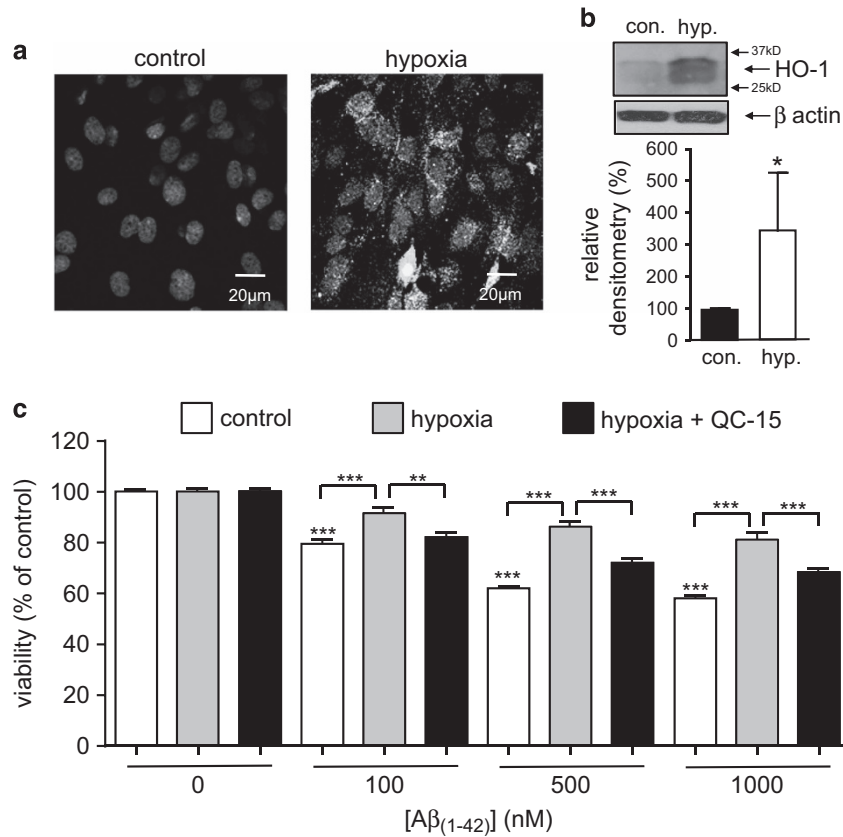 a
control
hypoxia
20µm
20µm
b
con. hyp.
37kD
HO-1
25kD
β actin
relative densitometry (%)
600
500
400
300
200
100
0
*
con. hyp.
c
control
hypoxia
hypoxia + QC-15
viability (% of control)
120
100
80
60
40
20
0
*** **
***
*** ***
***
*** ***
***
0 100 500 1000
[Aβ(1-42)] (nM)